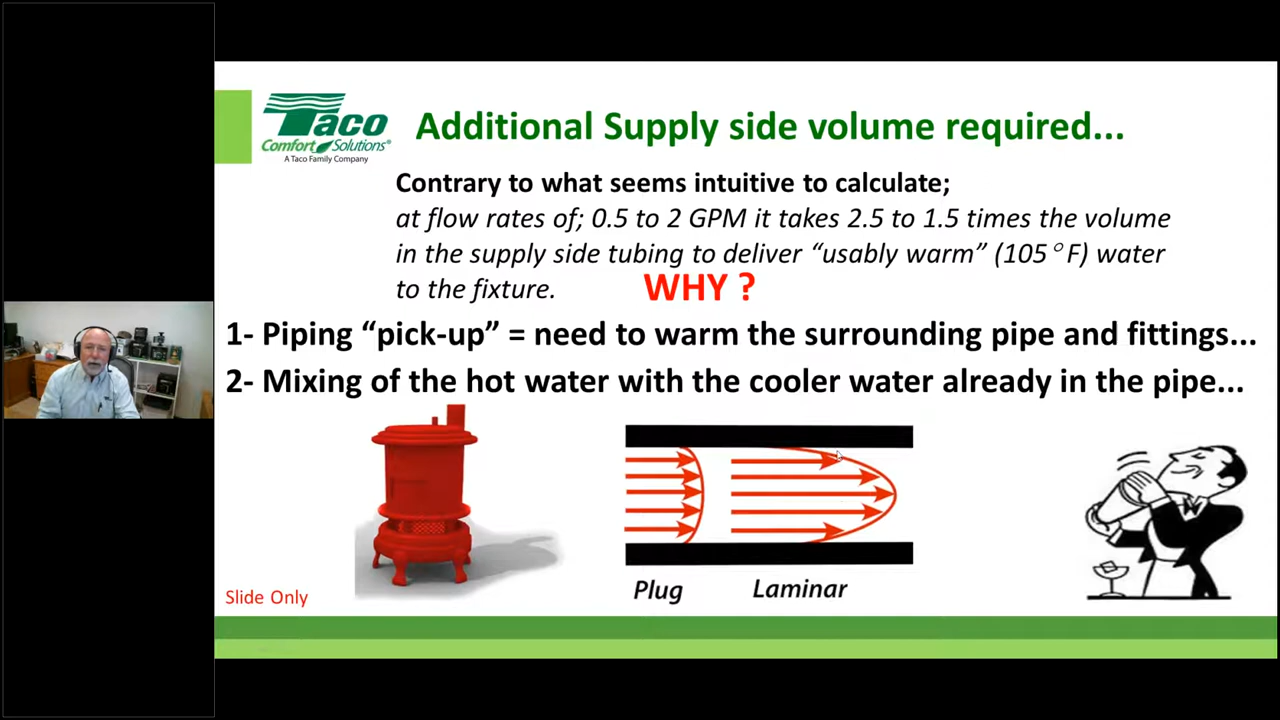 Taco
Comfort Solutions®
A Taco Family Company
Additional Supply side volume required...
Contrary to what seems intuitive to calculate;
at flow rates of; 0.5 to 2 GPM it takes 2.5 to 1.5 times the volume
in the supply side tubing to deliver “usably warm” (105°F) water
to the fixture.
WHY ?
1- Piping “pick-up” = need to warm the surrounding pipe and fittings...
2- Mixing of the hot water with the cooler water already in the pipe...
Plug
Laminar
Slide Only